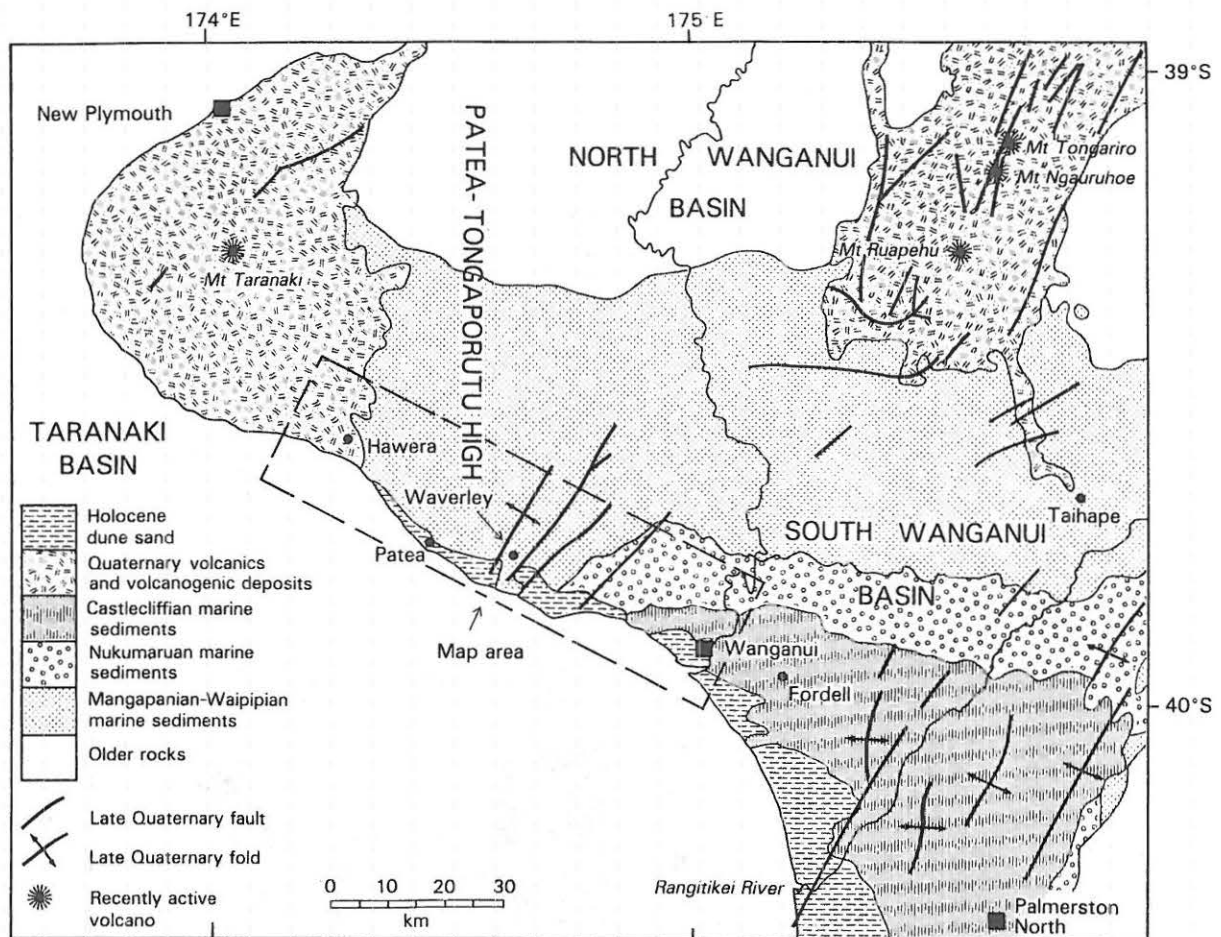 174°E
175°E
39°S
New Plymouth
PATEA-TONGAPORUTU HIGH
NORTH WANGANUI
BASIN
Mt Tongariro
Mt Ngauruhoe
Mt Ruapehu
Mt Taranaki
TARANAKI
BASIN
Hawera
Waverley
Patea
Taihape
SOUTH WANGANUI
BASIN
Map area
Wanganui
Fordell
40°S
Holocene
dune sand
Quaternary volcanics
and volcanogenic deposits
Castlecliffian marine
sediments
Nukumaruan marine
sediments
Mangapanian-Waipipian
marine sediments
Older rocks
Late Quaternary fault
Late Quaternary fold
Recently active
volcano
0 10 20 30
km
Rangitikei River
Palmerston
North